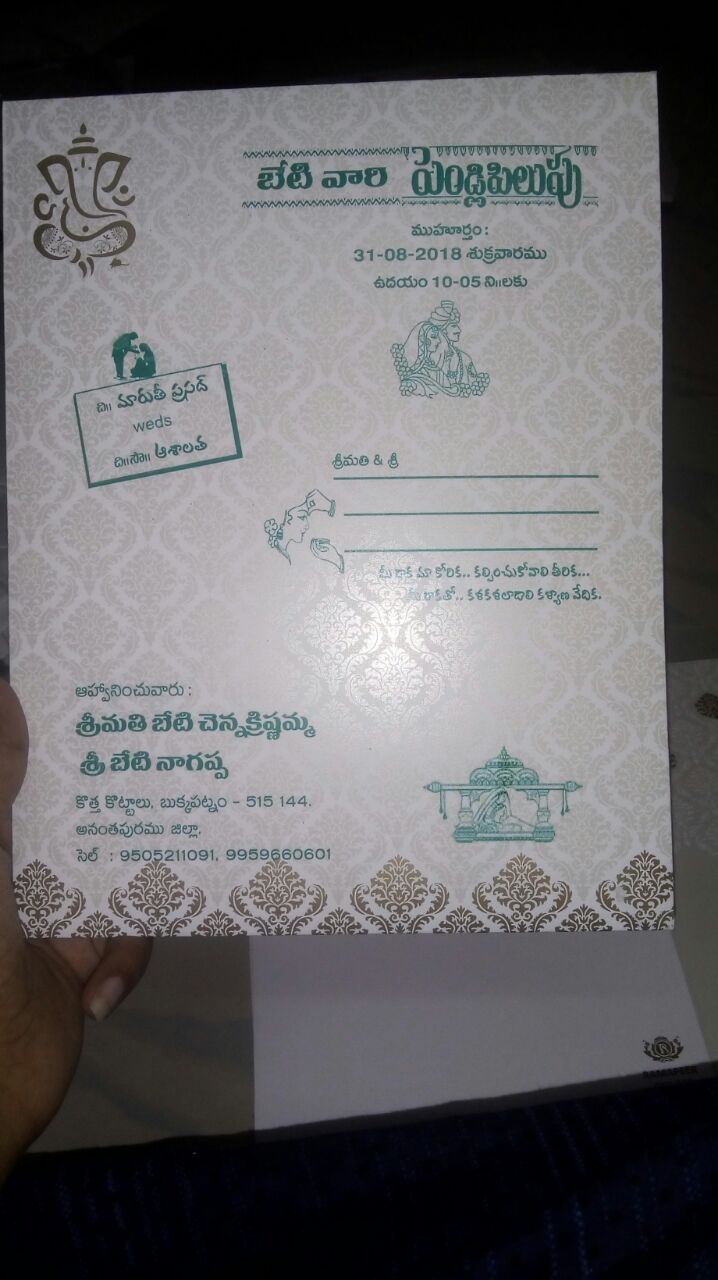 బేటి వారి పెండ్లిపిలుపు
ముహూర్తం :
31-08-2018 శుక్రవారము
ఉదయం 10-05 ని॥లకు
చి॥ మారుతీ ప్రసద్
weds
చి॥సౌ॥ ఆశాలత
శ్రీమతి & శ్రీ
మీ రాక మా కోరిక.. కల్పించుకోవాలి తీరిక...
మీ రాకతో.. కళకళలాడాలి కళ్యాణ వేదిక.
ఆహ్వానించువారు :
శ్రీమతి బేటి చెన్నక్రిష్ణమ్మ
శ్రీ బేటి నాగప్ప
కొత్త కొట్టాలు, బుక్కపట్నం - 515 144.
అనంతపురము జిల్లా.
సెల్ : 9505211091, 9959660601